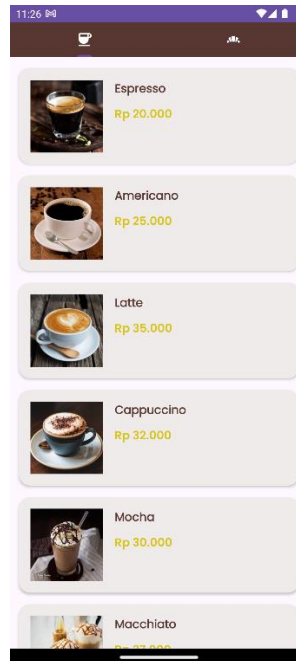 11:26
Espresso
Rp 20.000
Americano
Rp 25.000
Latte
Rp 35.000
Cappuccino
Rp 32.000
Mocha
Rp 30.000
Macchiato